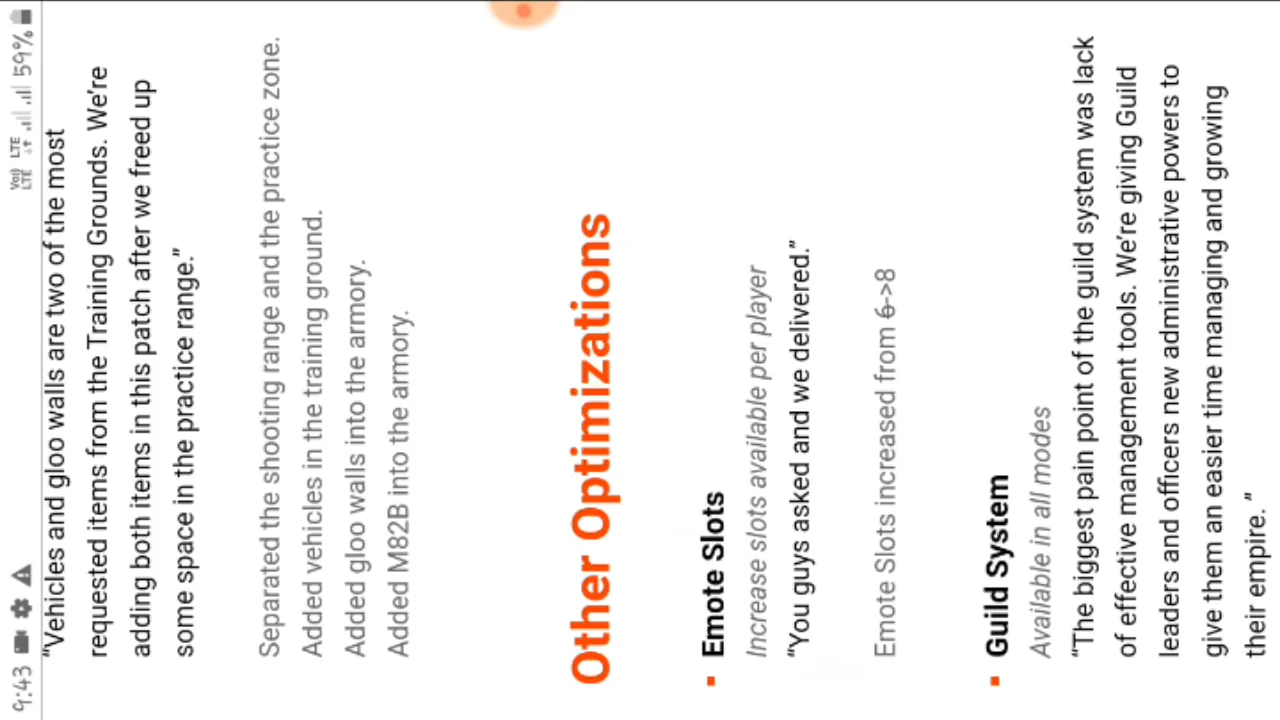 9:43 Vo)) LTE LTE 59%
“Vehicles and gloo walls are two of the most
requested items from the Training Grounds. We're
adding both items in this patch after we freed up
some space in the practice range.”
Separated the shooting range and the practice zone.
Added vehicles in the training ground.
Added gloo walls into the armory.
Added M82B into the armory.
Other Optimizations
▪ Emote Slots
Increase slots available per player
“You guys asked and we delivered.”
Emote Slots increased from 6->8
▪ Guild System
Available in all modes
“The biggest pain point of the guild system was lack
of effective management tools. We're giving Guild
leaders and officers new administrative powers to
give them an easier time managing and growing
their empire.”